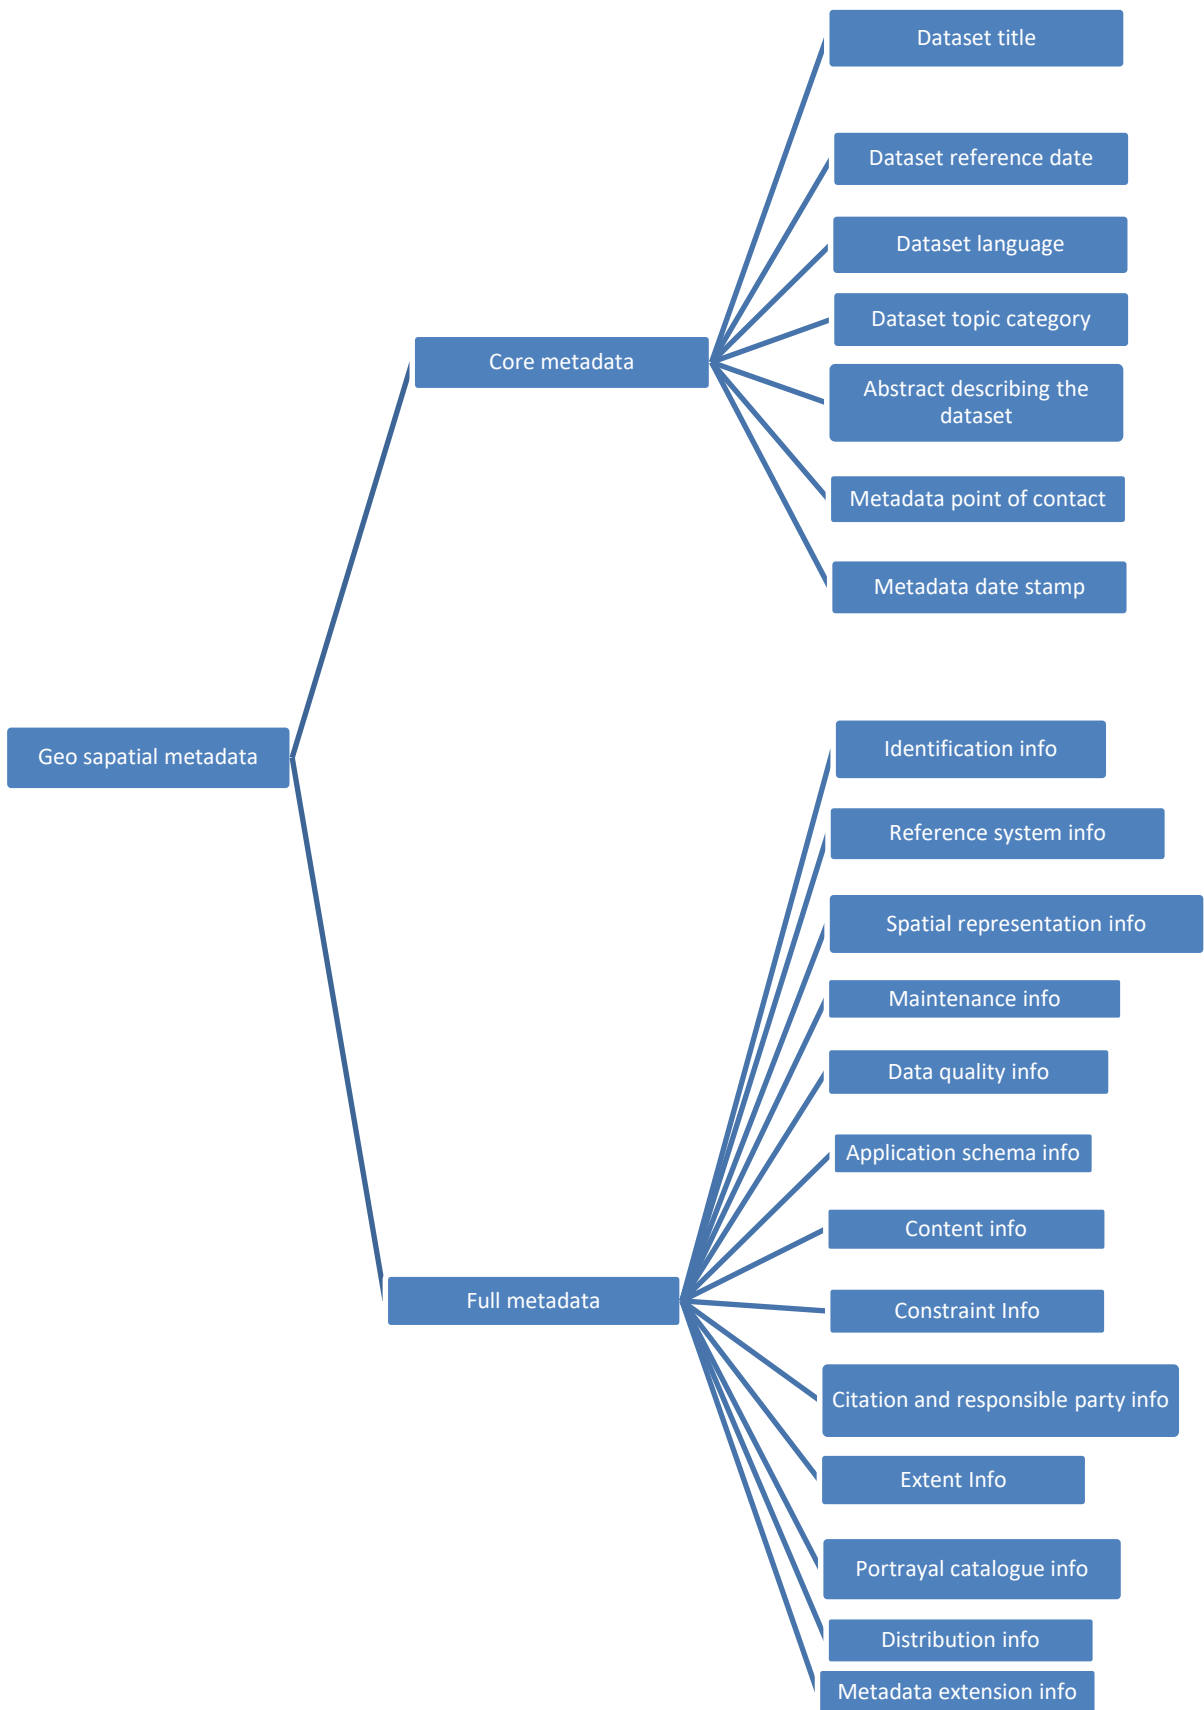 Dataset title
Dataset reference date
Dataset language
Dataset topic category
Core metadata
Abstract describing the
dataset
Metadata point of contact
Metadata date stamp
Geo sapatial metadata
Identification info
Reference system info
Spatial representation info
Maintenance info
Data quality info
Application schema info
Content info
Full metadata
Constraint Info
Citation and responsible party info
Extent Info
Portrayal catalogue info
Distribution info
Metadata extension info